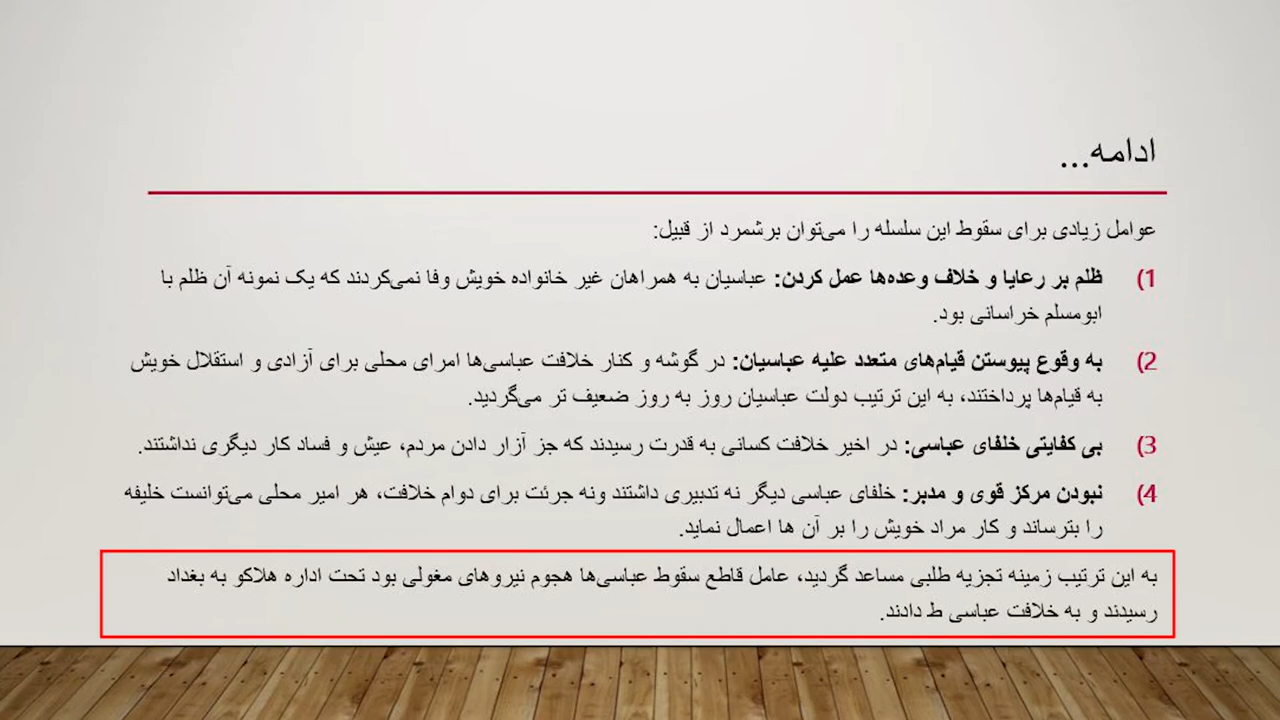 ادامه...
عوامل زیادی برای سقوط این سلسله را می‌توان برشمرد از قبیل:
1) ظلم بر رعایا و خلاف وعده‌ها عمل کردن: عباسیان به همراهان غیر خانواده خویش وفا نمی‌کردند که یک نمونه آن ظلم با
ابومسلم خراسانی بود.
2) به وقوع پیوستن قیام‌های متعدد علیه عباسیان: در گوشه و کنار خلافت عباسی‌ها امرای محلی برای آزادی و استقلال خویش
به قیام‌ها پرداختند، به این ترتیب دولت عباسیان روز به روز ضعیف تر می‌گردید.
3) بی کفایتی خلفای عباسی: در اخیر خلافت کسانی به قدرت رسیدند که جز آزار دادن مردم، عیش و فساد کار دیگری نداشتند.
4) نبودن مرکز قوی و مدبر: خلفای عباسی دیگر نه تدبیری داشتند ونه جرئت برای دوام خلافت، هر امیر محلی می‌توانست خلیفه
را بترساند و کار مراد خویش را بر آن ها اعمال نماید.
به این ترتیب زمینه تجزیه طلبی مساعد گردید، عامل قاطع سقوط عباسی‌ها هجوم نیروهای مغولی بود تحت اداره هلاکو به بغداد
رسیدند و به خلافت عباسی ط دادند.